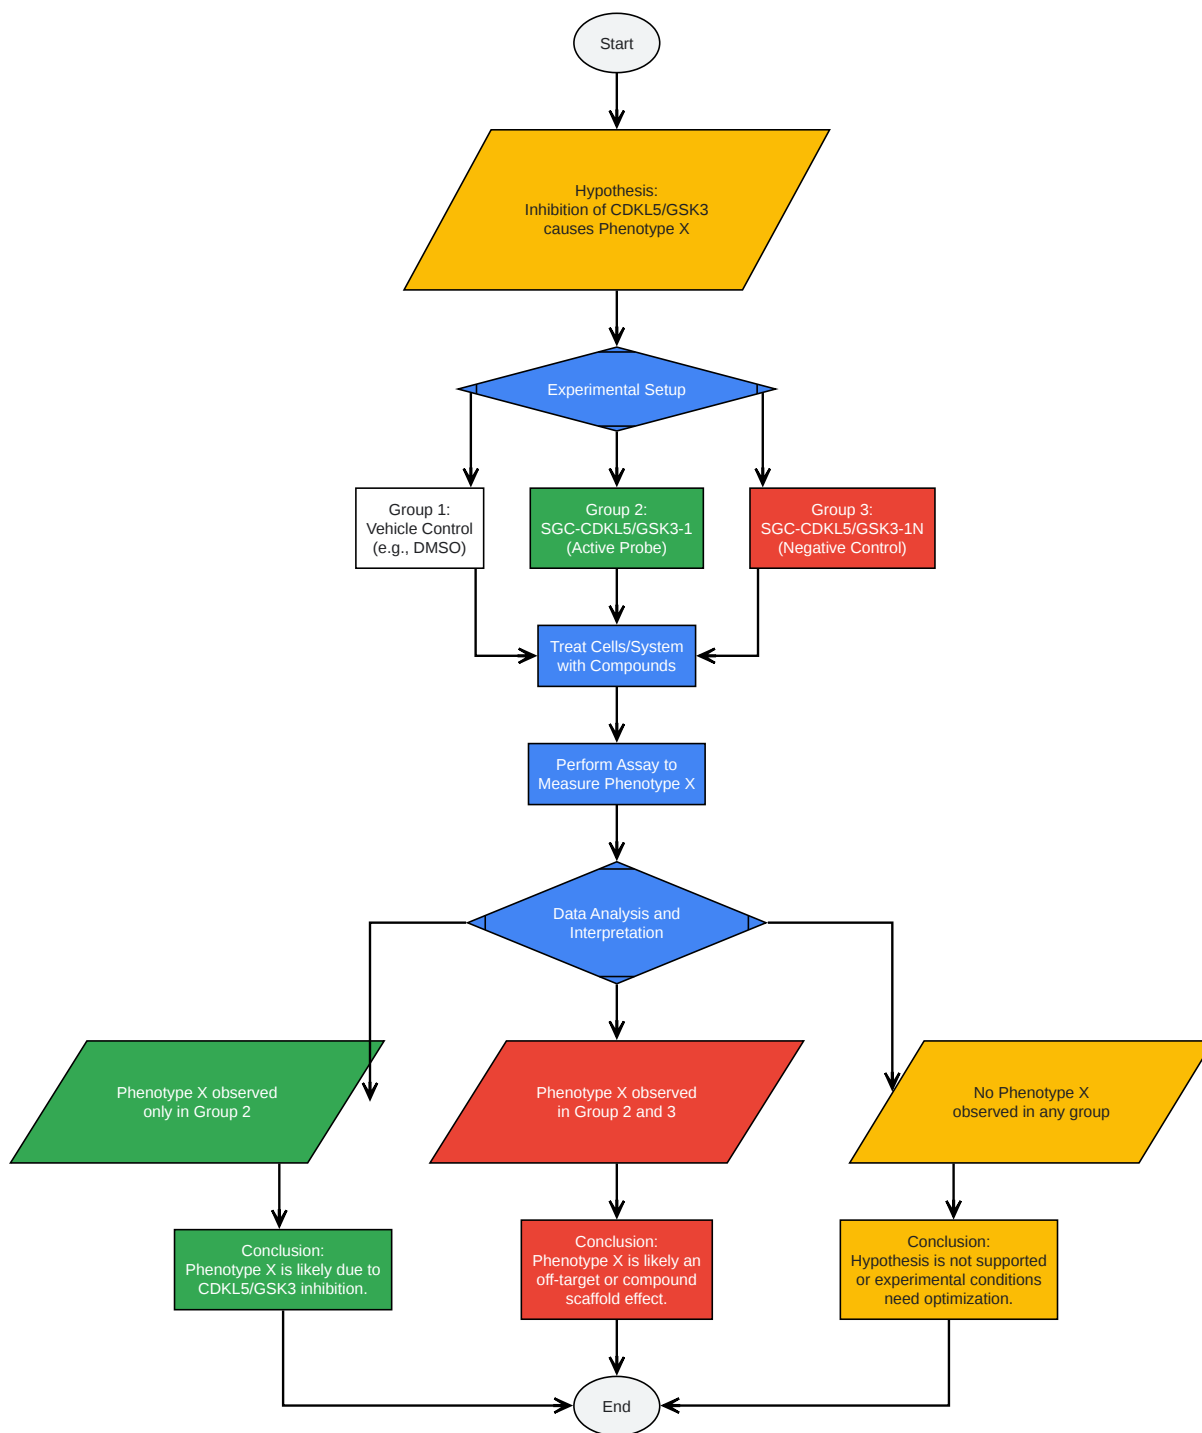 Start
Hypothesis:
Inhibition of CDKL5/GSK3
causes Phenotype X
Experimental Setup
Group 1:
Vehicle Control
(e.g., DMSO)
Group 2:
SGC-CDKL5/GSK3-1
(Active Probe)
Group 3:
SGC-CDKL5/GSK3-1N
(Negative Control)
Treat Cells/System
with Compounds
Perform Assay to
Measure Phenotype X
Data Analysis and
Interpretation
Phenotype X observed
only in Group 2
Phenotype X observed
in Group 2 and 3
No Phenotype X
observed in any group
Conclusion:
Phenotype X is likely due to
CDKL5/GSK3 inhibition.
Conclusion:
Phenotype X is likely an
off-target or compound
scaffold effect.
Conclusion:
Hypothesis is not supported
or experimental conditions
need optimization.
End